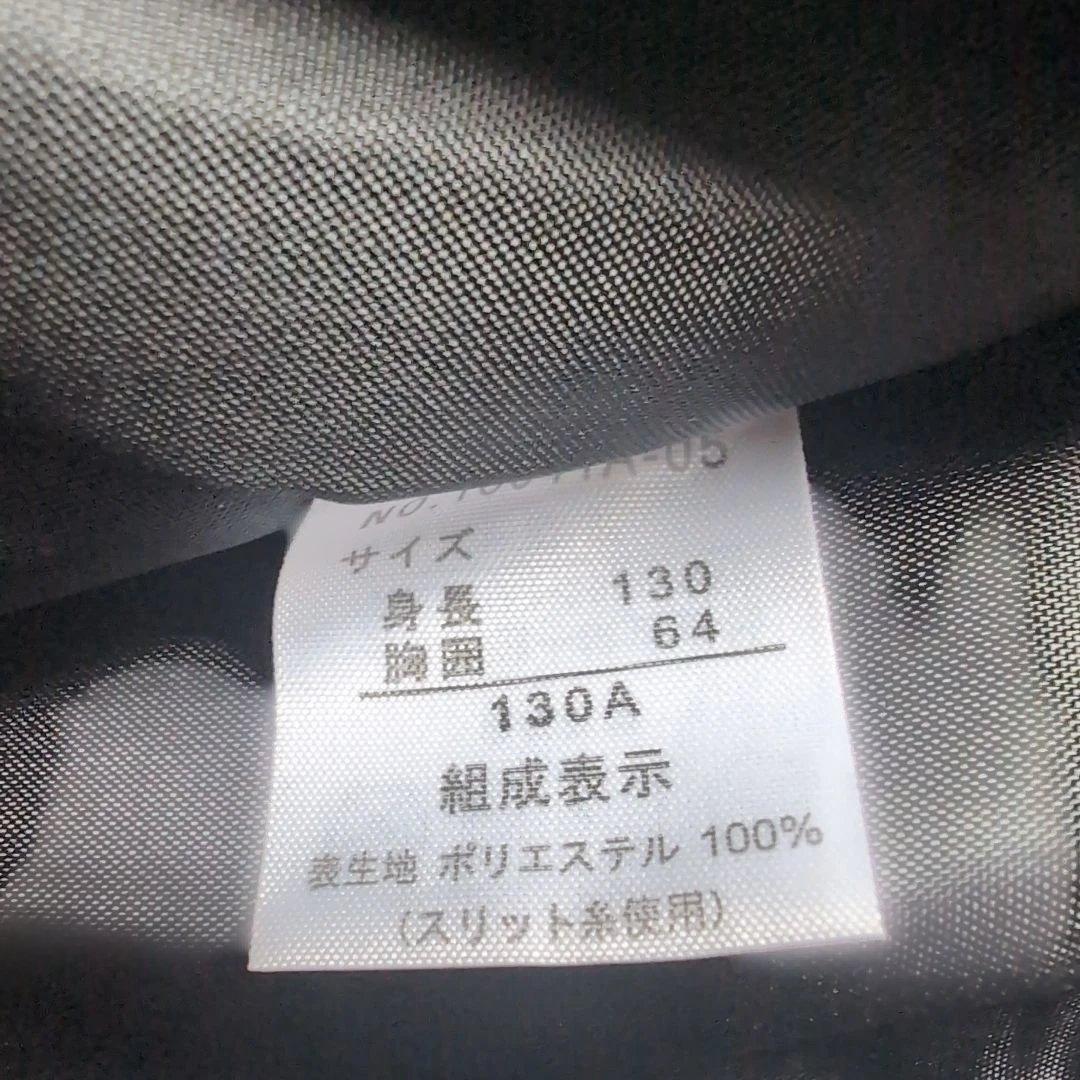 サイズ
身長 130
胸囲 64
130A
組成表示
表生地 ポリエステル 100%
（スリット糸使用）